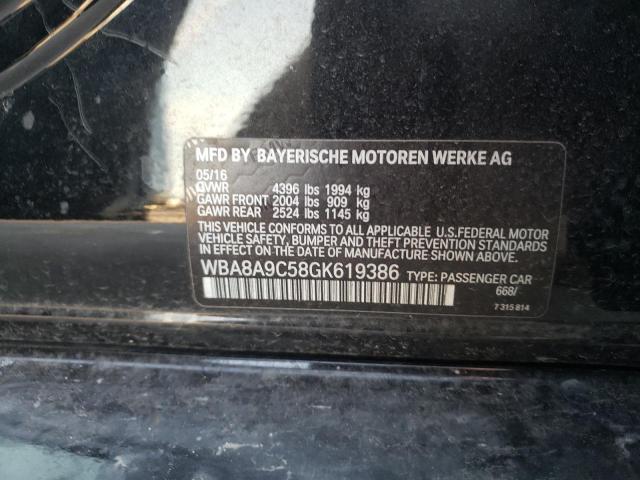 MFD BY BAYERISCHE MOTOREN WERKE AG
05/16
GVWR 4396 lbs 1994 kg
GAWR FRONT 2004 lbs 909 kg
GAWR REAR 2524 lbs 1145 kg
THIS VEHICLE CONFORMS TO ALL APPLICABLE U.S.FEDERAL MOTOR
VEHICLE SAFETY, BUMPER AND THEFT PREVENTION STANDARDS
IN EFFECT ON THE DATE OF MANUFACTURE SHOWN ABOVE.
WBA8A9C58GK619386 TYPE: PASSENGER CAR
668/
7 315 814